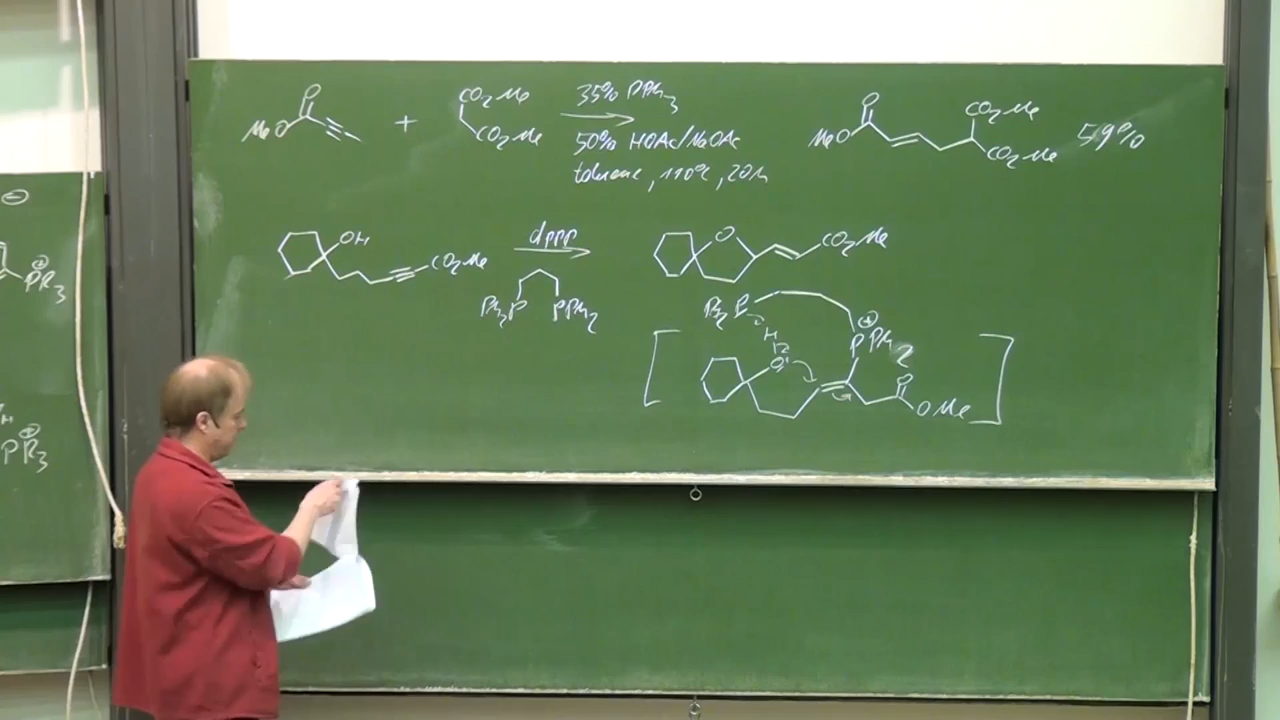 MeO O + CO₂Me CO₂Me 35% PPh₃ MeO O CO₂Me CO₂Me 59%
50% HOAc/NaOAc
toluene, 110°C, 20h
OH CO₂Me dppp O CO₂Me
Ph₂P PPh₂
Ph₂P ⊕ PPh₂
H O O OMe
⊖
⊕ PR₃
H ⊕ PR₃